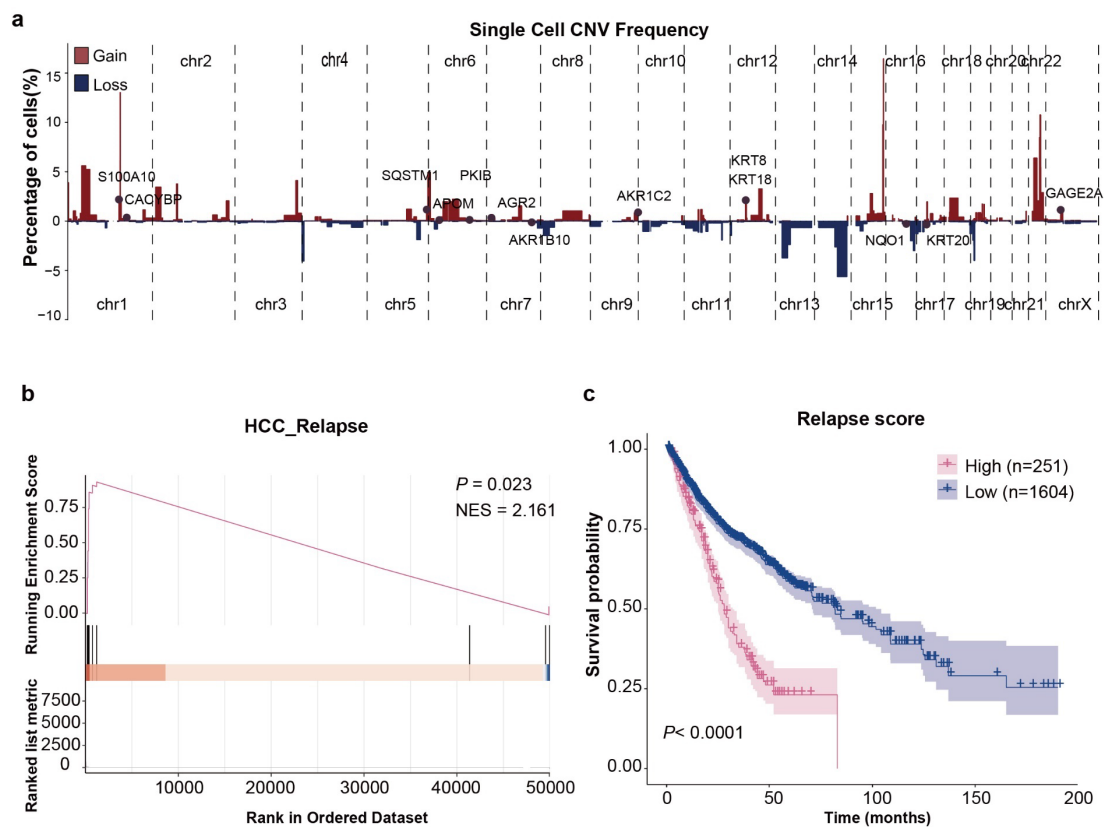 a
Single Cell CNV Frequency
Gain
Loss
chr2
chr4
chr6
chr8
chr10
chr12
chr14
chr16
chr18
chr20
chr22
Percentage of cells(%)
15
10
5
0
−5
−10
S100A10
CACYBP
SQSTM1
PKIB
APOM
AGR2
AKR1B10
AKR1C2
KRT8
KRT18
NQO1
KRT20
GAGE2A
chr1
chr3
chr5
chr7
chr9
chr11
chr13
chr15
chr17
chr19
chr21
chrX
b
HCC_Relapse
Running Enrichment Score
0.75
0.50
0.25
0.00
P = 0.023
NES = 2.161
Ranked list metric
7500
5000
2500
0
10000
20000
30000
40000
50000
Rank in Ordered Dataset
c
Relapse score
Survival probability
1.00
0.75
0.50
0.25
0.00
High (n=251)
Low (n=1604)
P< 0.0001
0
50
100
150
200
Time (months)